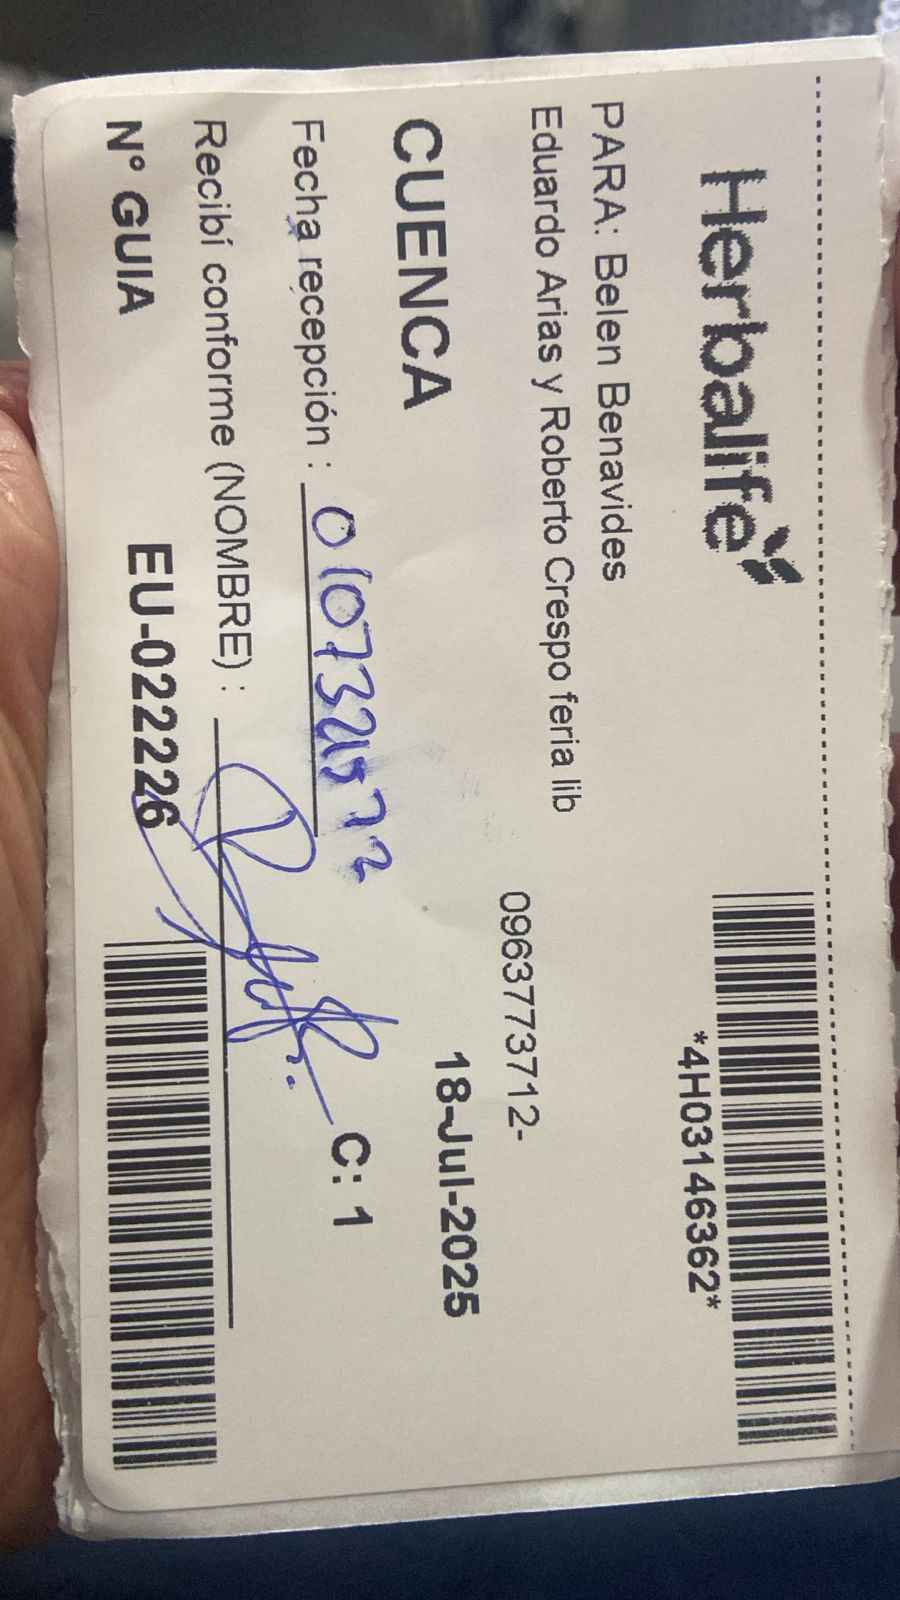 Herbalife
*4H03146362*
PARA: Belen Benavides
Eduardo Arias y Roberto Crespo feria lib
0963773712-
CUENCA
18-Jul-2025
Fecha recepción :
C: 1
Recibí conforme (NOMBRE) :
N° GUIA EU-022226